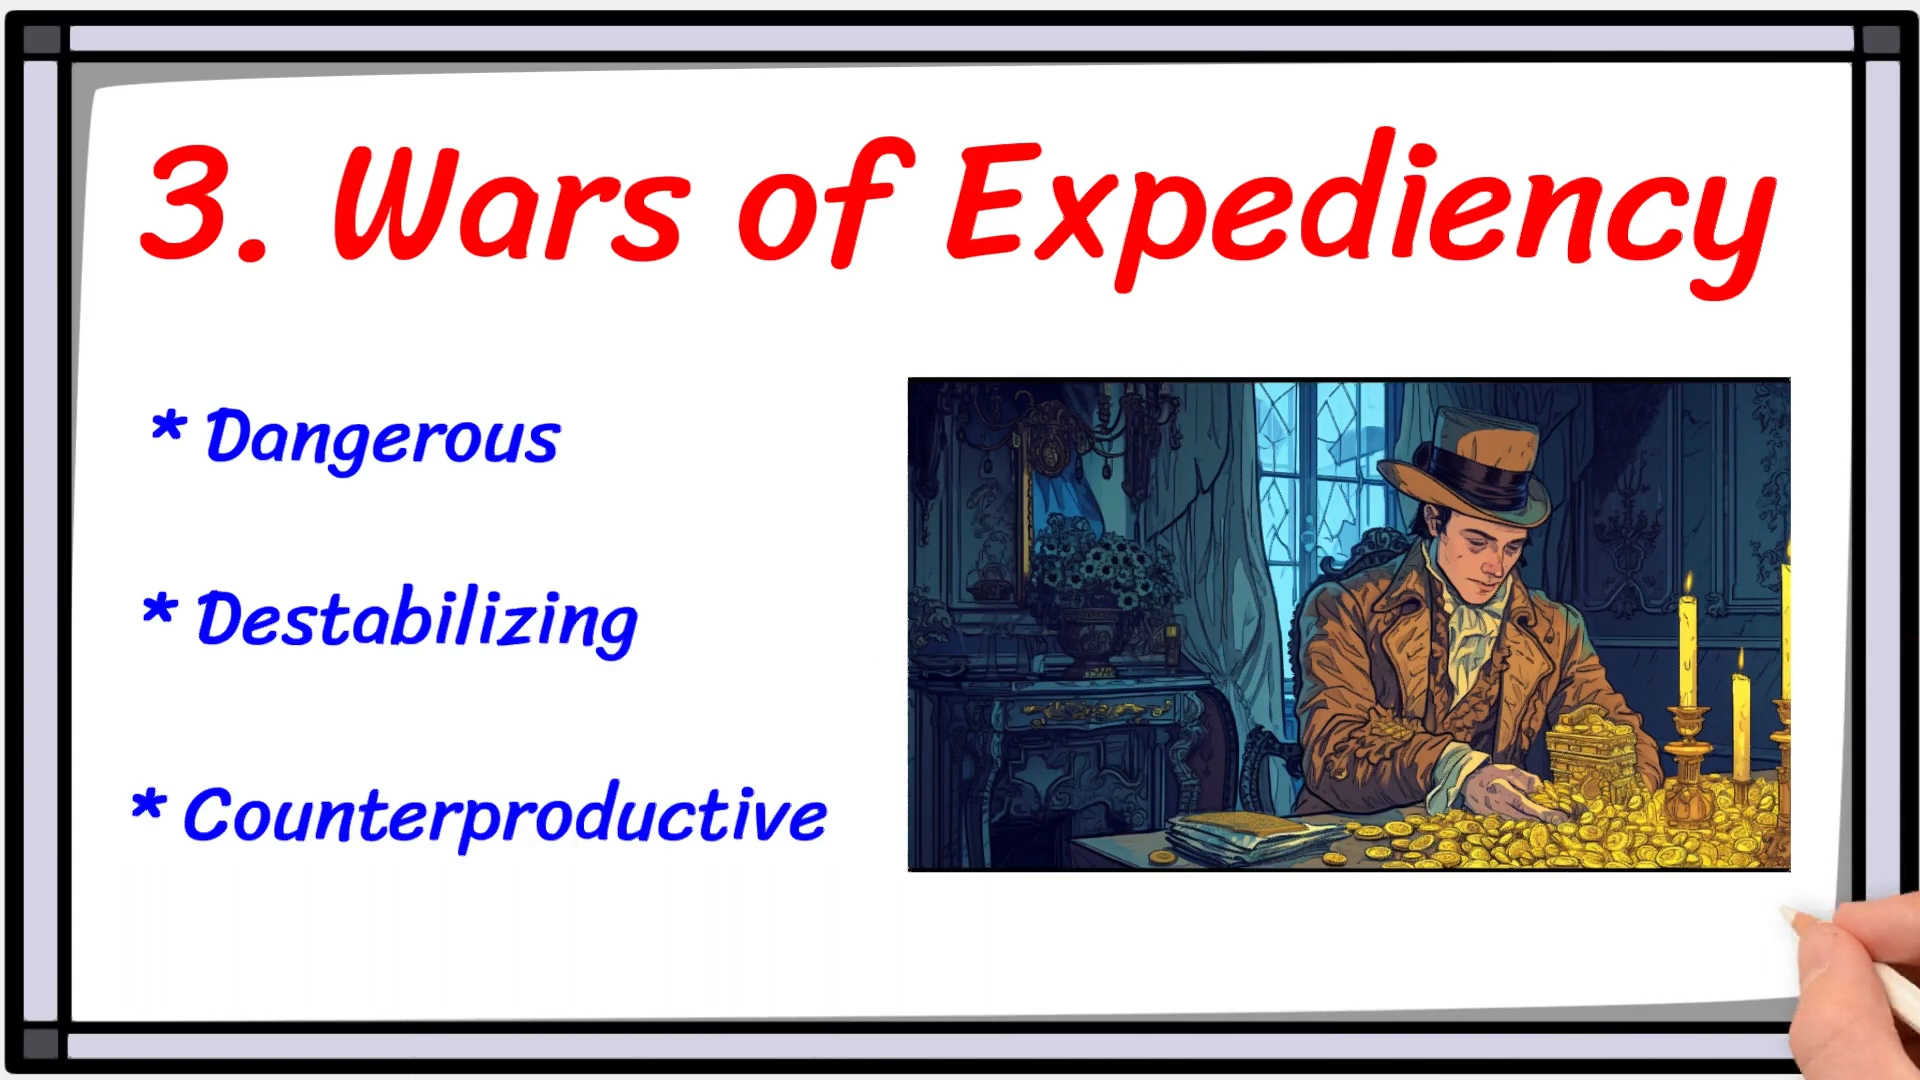 3. Wars of Expediency
* Dangerous
* Destabilizing
* Counterproductive